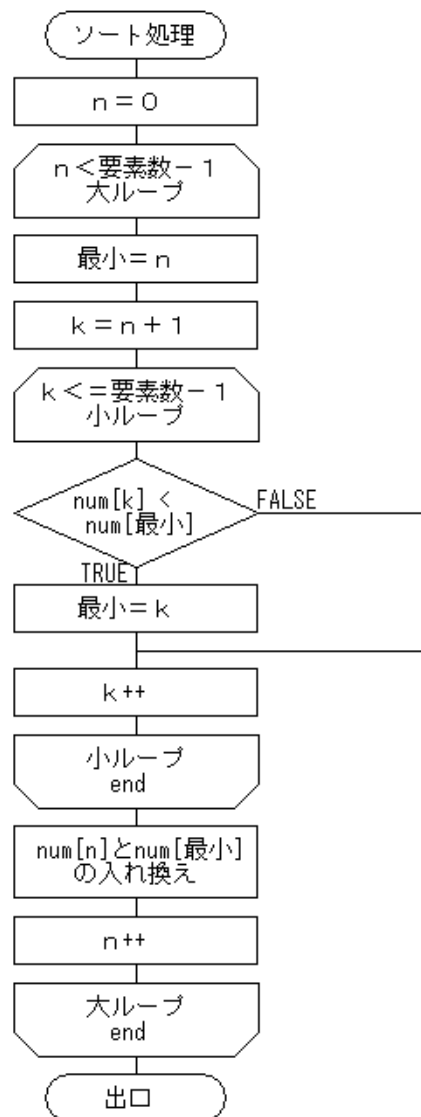 ソート処理
n＝0
n＜要素数－1
大ループ
最小＝n
k＝n＋1
k＜＝要素数－1
小ループ
num[k] <
num[最小]
FALSE
TRUE
最小＝k
k++
小ループ
end
num[n]とnum[最小]
の入れ換え
n++
大ループ
end
出口